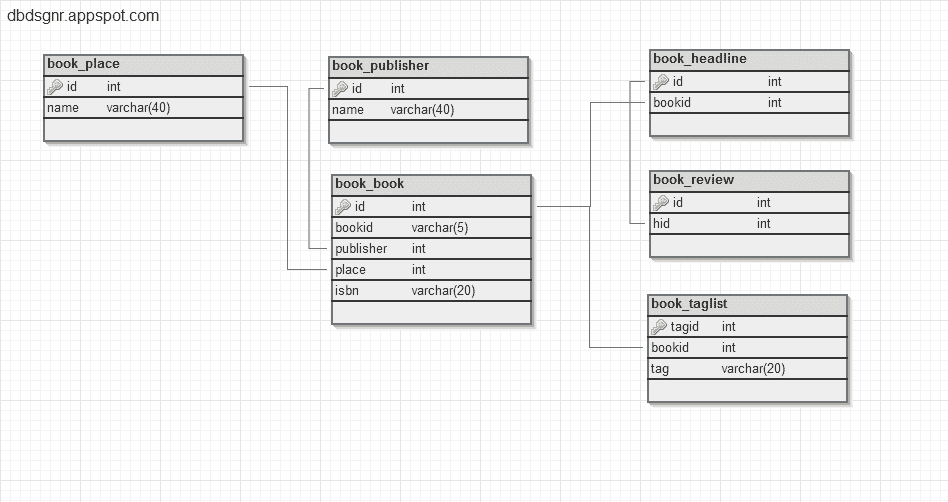 dbdsgnr.appspot.com
book_place
id int
name varchar(40)
book_publisher
id int
name varchar(40)
book_book
id int
bookid varchar(5)
publisher int
place int
isbn varchar(20)
book_headline
id int
bookid int
book_review
id int
hid int
book_taglist
tagid int
bookid int
tag varchar(20)